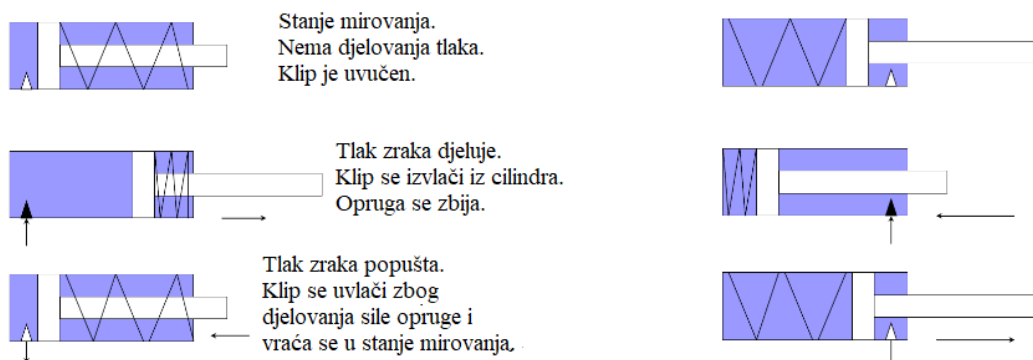 Stanje mirovanja.
Nema djelovanja tlaka.
Klip je uvučen.
Tlak zraka djeluje.
Klip se izvlači iz cilindra.
Opruga se zbija.
Tlak zraka popušta.
Klip se uvlači zbog
djelovanja sile opruge i
vraća se u stanje mirovanja.